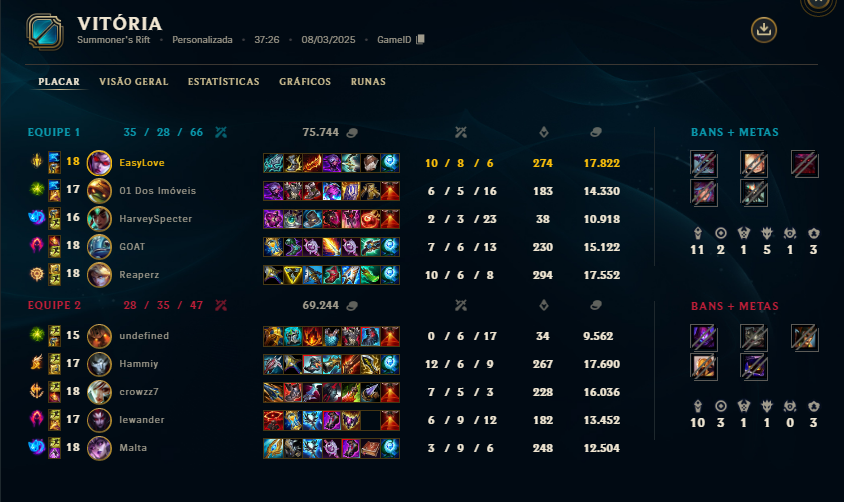 VITÓRIA
Summoner's Rift • Personalizada • 37:26 • 08/03/2025 • GameID
PLACAR VISÃO GERAL ESTATÍSTICAS GRÁFICOS RUNAS
EQUIPE 1 35 / 28 / 66 75.744 BANS + METAS
18 EasyLove 10 / 8 / 6 274 17.822
17 01 Dos Imóveis 6 / 5 / 16 183 14.330
16 HarveySpecter 2 / 3 / 23 38 10.918
18 GOAT 7 / 6 / 13 230 15.122
11 2 1 5 1 3
18 Reaperz 10 / 6 / 8 294 17.552
EQUIPE 2 28 / 35 / 47 69.244 BANS + METAS
15 undefined 0 / 6 / 17 34 9.562
17 Hammiy 12 / 6 / 9 267 17.690
18 crowzz7 7 / 5 / 3 228 16.036
17 lewander 6 / 9 / 12 182 13.452
10 3 1 1 0 3
18 Malta 3 / 9 / 6 248 12.504